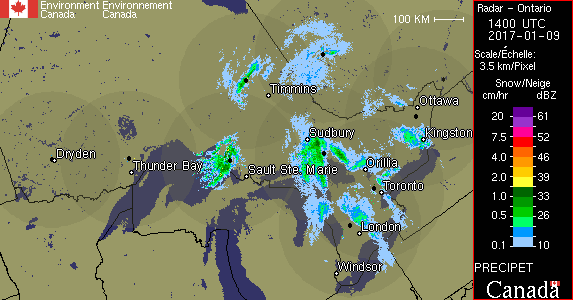 Environment Environnement
Canada Canada
100 KM
Timmins
Ottawa
Sudbury
Kingston
Dryden
Thunder Bay
Orillia
Sault Ste. Marie
Toronto
London
Windsor
Radar - Ontario
1400 UTC
2017-01-09
Scale/Échelle:
3.5 km/Pixel
Snow/Neige
cm/hr dBZ
20 61
7.5 52
4.0 46
2.0 39
1.0 33
0.5 26
0.1 10
PRECIPET
Canada